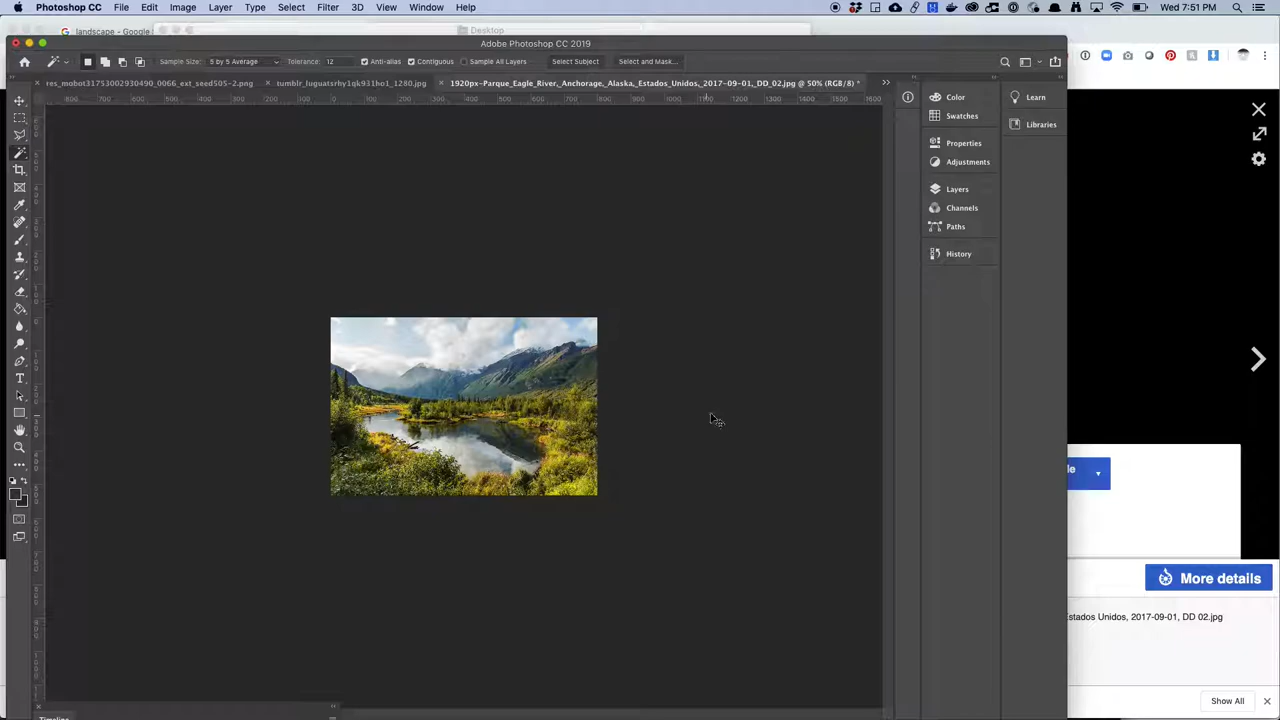 Photoshop CC File Edit Image Layer Type Select Filter 3D View Window Help Wed 7:51 PM
landscape - Google
Desktop
Adobe Photoshop CC 2019
Sample Size: 5 by 5 Average Tolerance: 12 Anti-alias Contiguous Sample All Layers Select Subject Select and Mask...
res_mobot31753002930490_0066_ext_seed505-2.png tumblr_luguatsrhy1qk931ho1_1280.jpg 1920px-Parque_Eagle_River,_Anchorage,_Alaska,_Estados_Unidos,_2017-09-01,_DD_02.jpg @ 50% (RGB/8) *
Color
Learn
Swatches
Libraries
Properties
Adjustments
Layers
Channels
Paths
History
More details
Estados Unidos, 2017-09-01, DD 02.jpg
Show All
Timeline